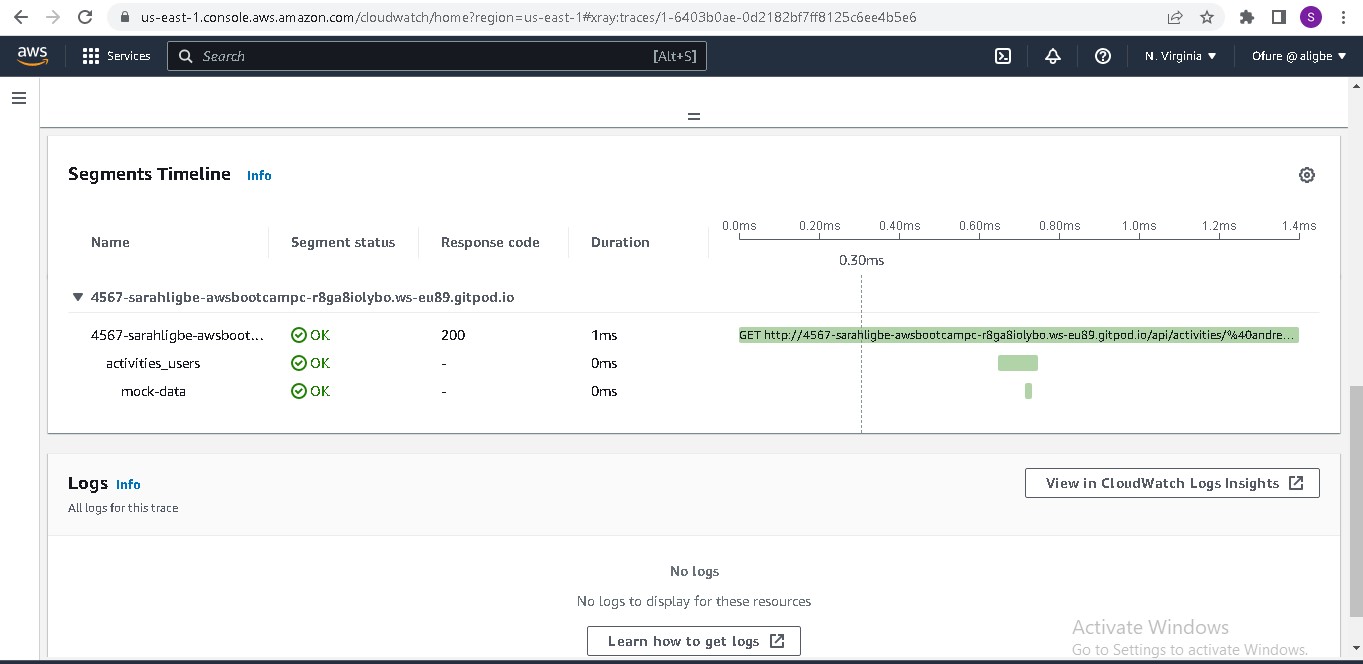 us-east-1.console.aws.amazon.com/cloudwatch/home?region=us-east-1#xray:traces/1-6403b0ae-0d2182bf7ff8125c6ee4b5e6
S
aws
Services
Search
[Alt+S]
N. Virginia
Ofure @ aligbe
Segments Timeline Info
0.0ms 0.20ms 0.40ms 0.60ms 0.80ms 1.0ms 1.2ms 1.4ms
Name Segment status Response code Duration
0.30ms
4567-sarahligbe-awsbootcampc-r8ga8iolybo.ws-eu89.gitpod.io
4567-sarahligbe-awsboot... OK 200 1ms GET http://4567-sarahligbe-awsbootcampc-r8ga8iolybo.ws-eu89.gitpod.io/api/activities/%40andre...
activities_users OK - 0ms
mock-data OK - 0ms
Logs Info
View in CloudWatch Logs Insights
All logs for this trace
No logs
No logs to display for these resources
Learn how to get logs
Activate Windows
Go to Settings to activate Windows.